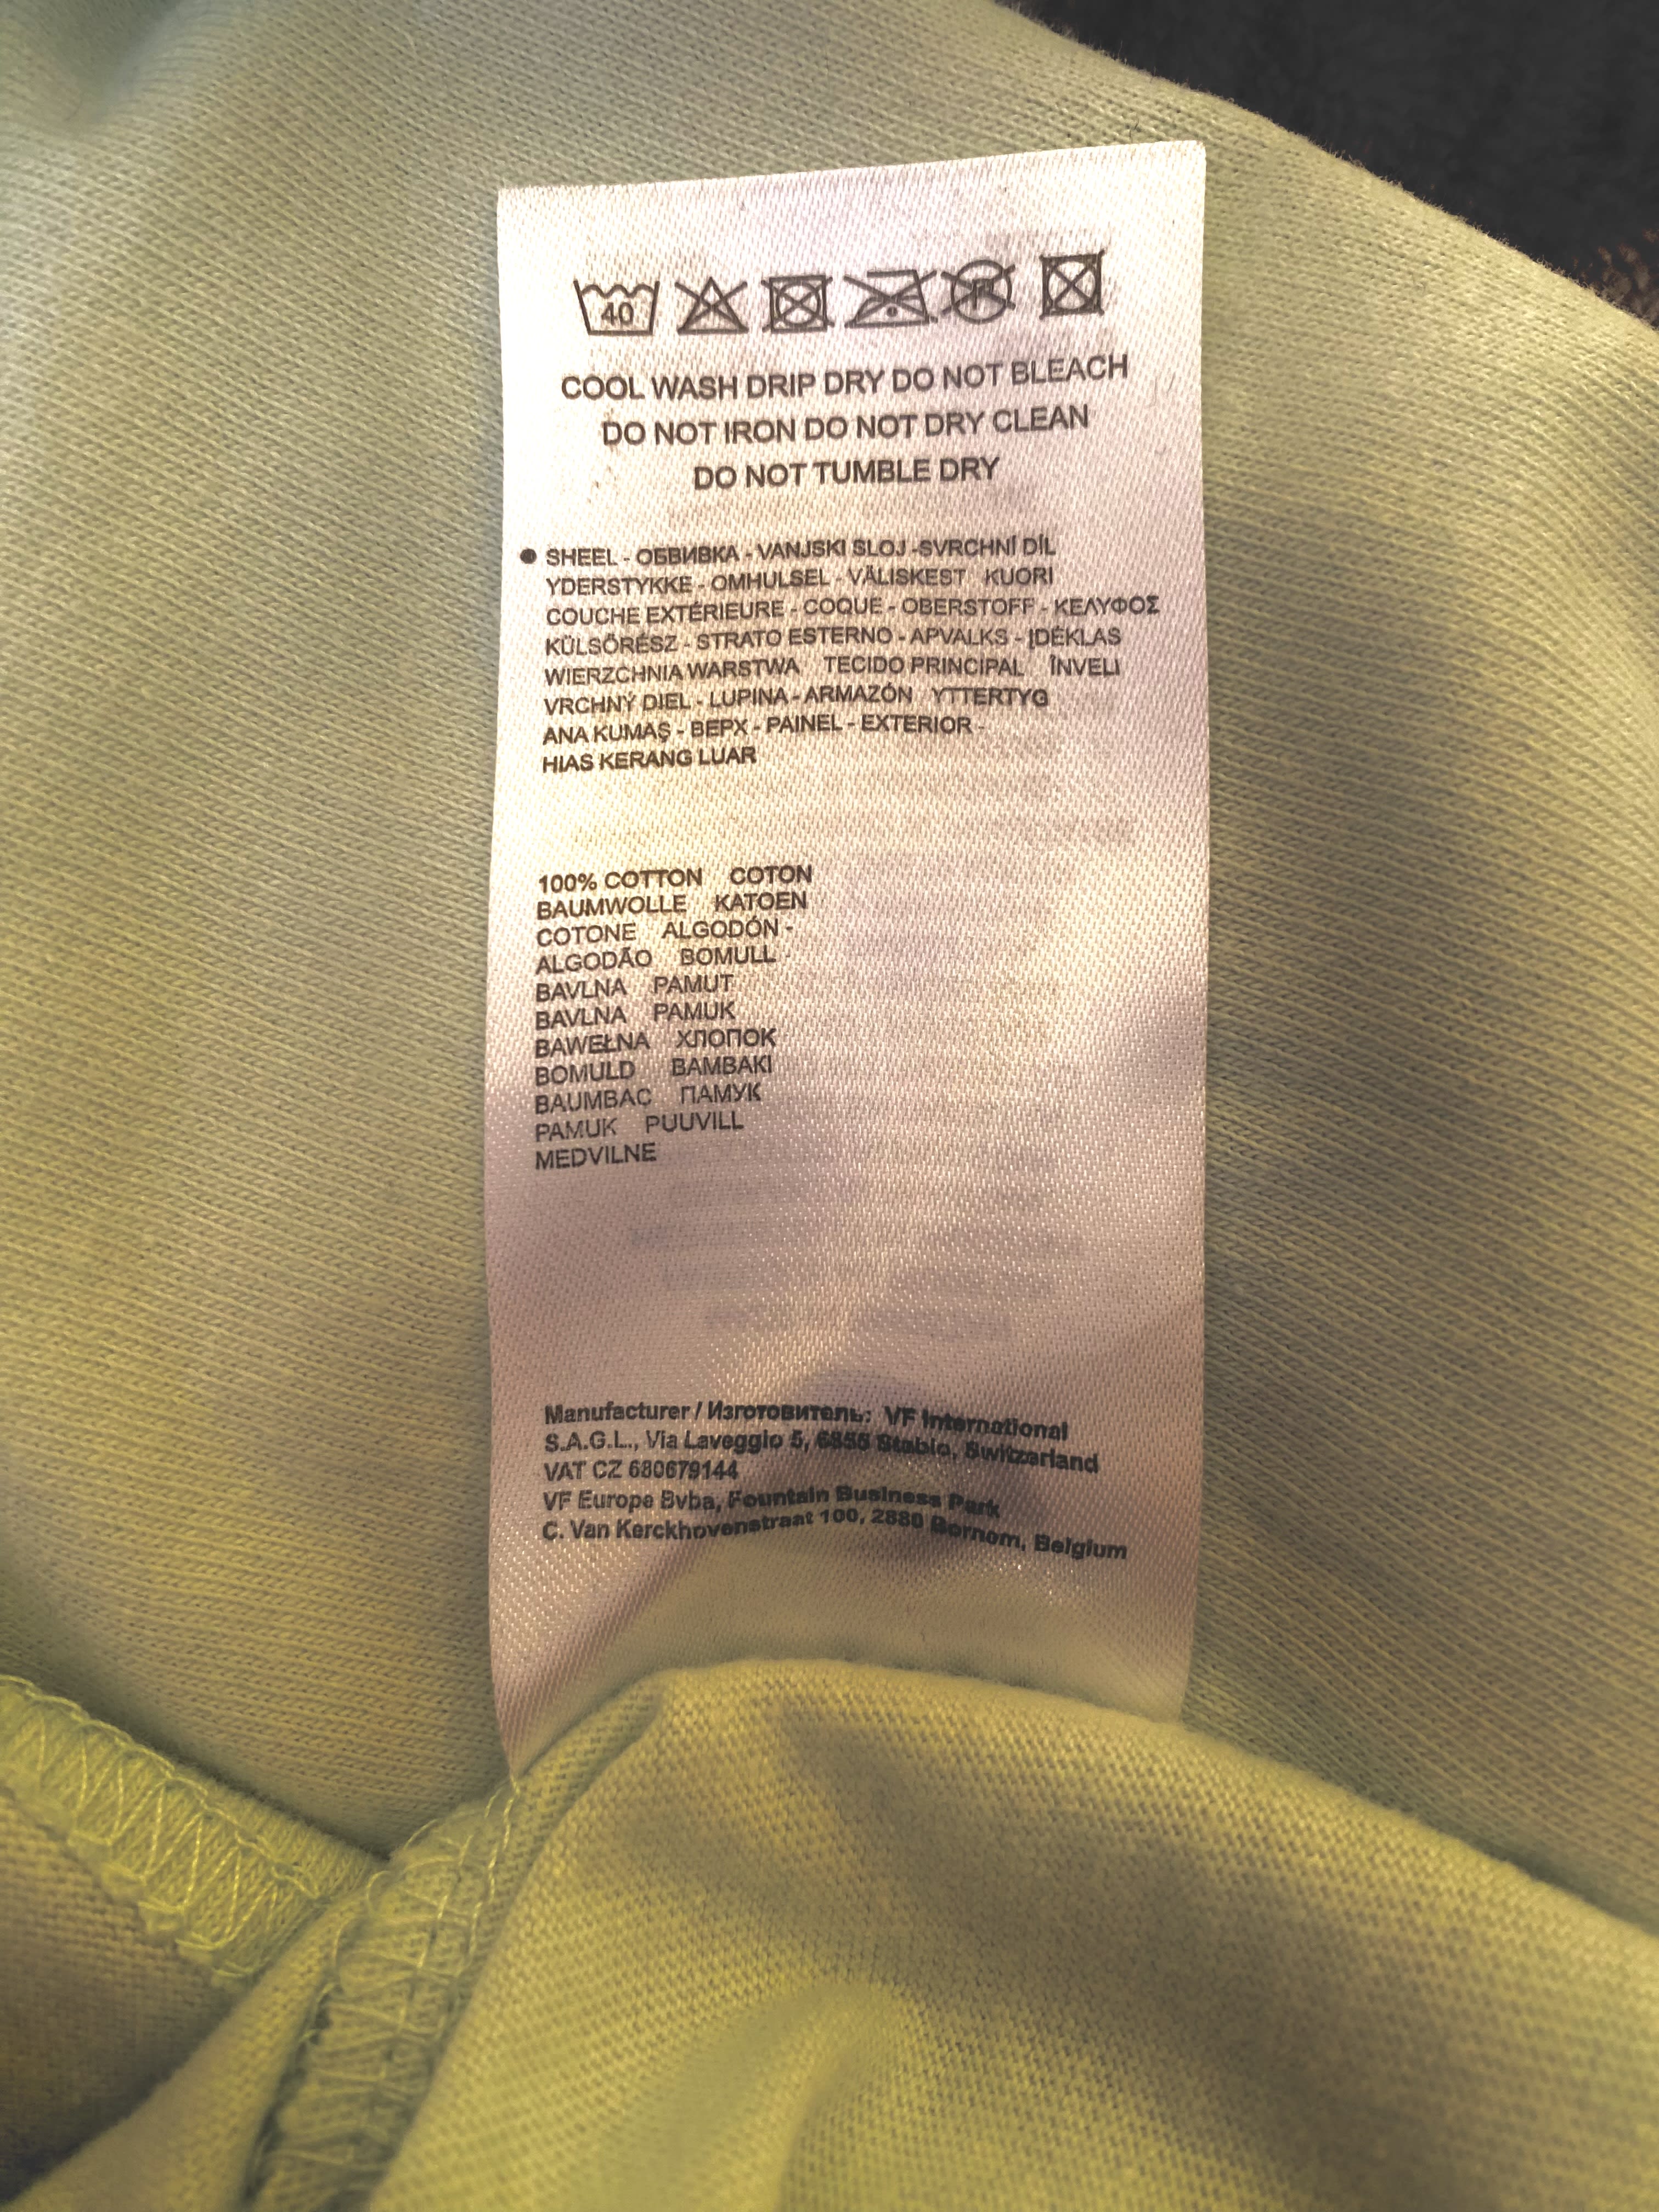 40
COOL WASH DRIP DRY DO NOT BLEACH
DO NOT IRON DO NOT DRY CLEAN
DO NOT TUMBLE DRY
● SHEEL - ОБВИВКА - VANJSKI SLOJ -SVRCHNÍ DÍL
YDERSTYKKE - OMHULSEL - VÄLISKEST KUORI
COUCHE EXTÉRIEURE - COQUE - OBERSTOFF - ΚΕΛΥΦΟΣ
KÜLSŐRÉSZ - STRATO ESTERNO - APVALKS - ĮDĖKLAS
WIERZCHNIA WARSTWA TECIDO PRINCIPAL ÎNVELI
VRCHNÝ DIEL - LUPINA - ARMAZÓN YTTERTYG
ANA KUMAŞ - ВЕРХ - PAINEL - EXTERIOR -
HIAS KERANG LUAR
100% COTTON COTON
BAUMWOLLE KATOEN
COTONE ALGODÓN -
ALGODÃO BOMULL
BAVLNA PAMUT
BAVLNA PAMUK
BAWEŁNA ХЛОПОК
BOMULD BAMBAKI
BAUMBAC ПАМУК
PAMUK PUUVILL
MEDVILNE
Manufacturer / Изготовитель: VF International
S.A.G.L., Via Laveggio 5, 6855 Stabio, Switzerland
VAT CZ 680679144
VF Europe Bvba, Fountain Business Park
C. Van Kerckhovenstraat 100, 2880 Bornem, Belgium